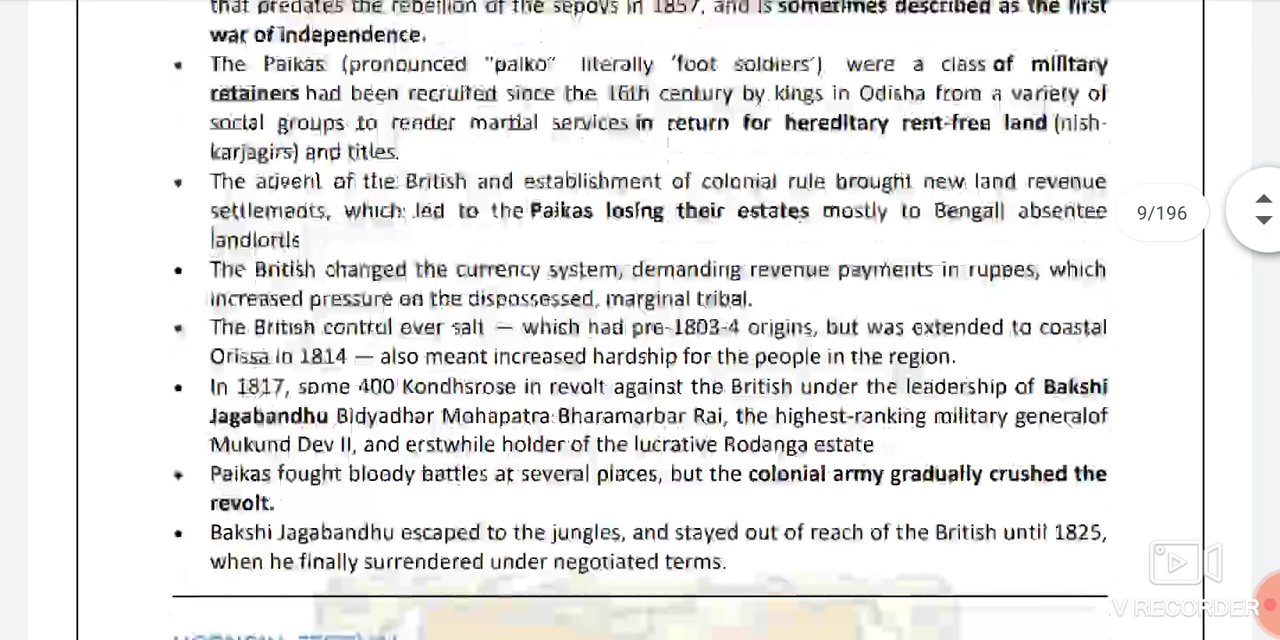 that predates the rebellion of the sepoys in 1857, and is sometimes described as the first
war of independence.
• The Paikas (pronounced "paiko" literally 'foot soldiers') were a class of military
retainers had been recruited since the 16th century by kings in Odisha from a variety of
social groups to render martial services in return for hereditary rent-free land (nish-
karjagirs) and titles.
• The advent of the British and establishment of colonial rule brought new land revenue
settlements, which led to the Paikas losing their estates mostly to Bengali absentee
landlords
• The British changed the currency system, demanding revenue payments in ruppes, which
increased pressure on the dispossessed, marginal tribal.
• The British control over salt — which had pre-1803-4 origins, but was extended to coastal
Orissa in 1814 — also meant increased hardship for the people in the region.
• In 1817, some 400 Kondhsrose in revolt against the British under the leadership of Bakshi
Jagabandhu Bidyadhar Mohapatra Bharamarbar Rai, the highest-ranking military generalof
Mukund Dev II, and erstwhile holder of the lucrative Rodanga estate
• Paikas fought bloody battles at several places, but the colonial army gradually crushed the
revolt.
• Bakshi Jagabandhu escaped to the jungles, and stayed out of reach of the British until 1825,
when he finally surrendered under negotiated terms.
9/196
V RECORDER